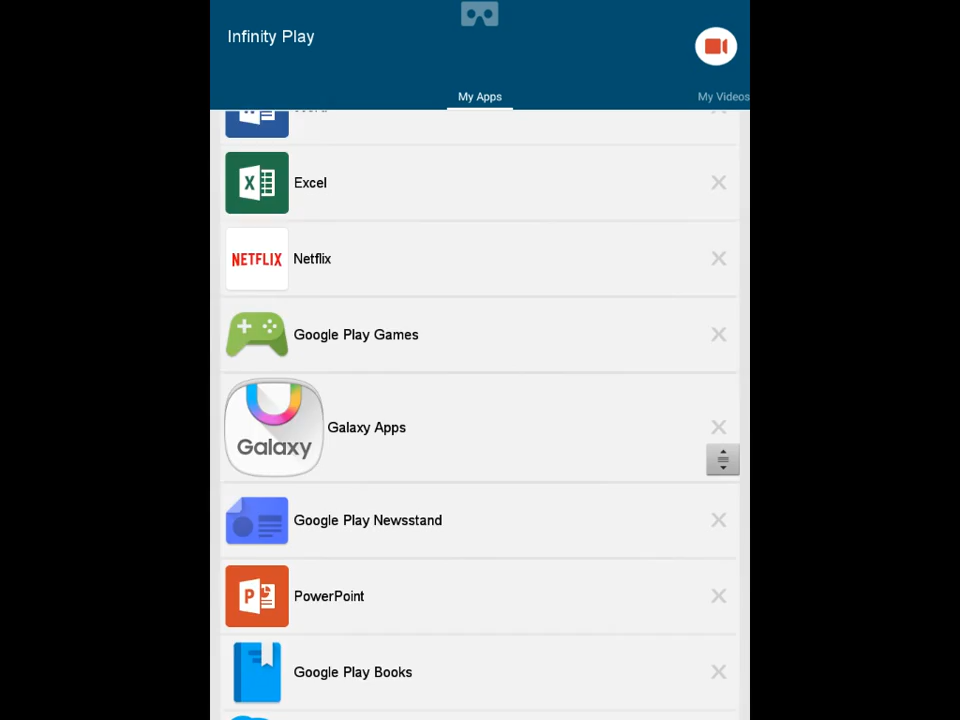 Infinity Play
My Apps
My Videos
Excel
NETFLIX
Netflix
Google Play Games
Galaxy
Galaxy Apps
Google Play Newsstand
P
PowerPoint
Google Play Books